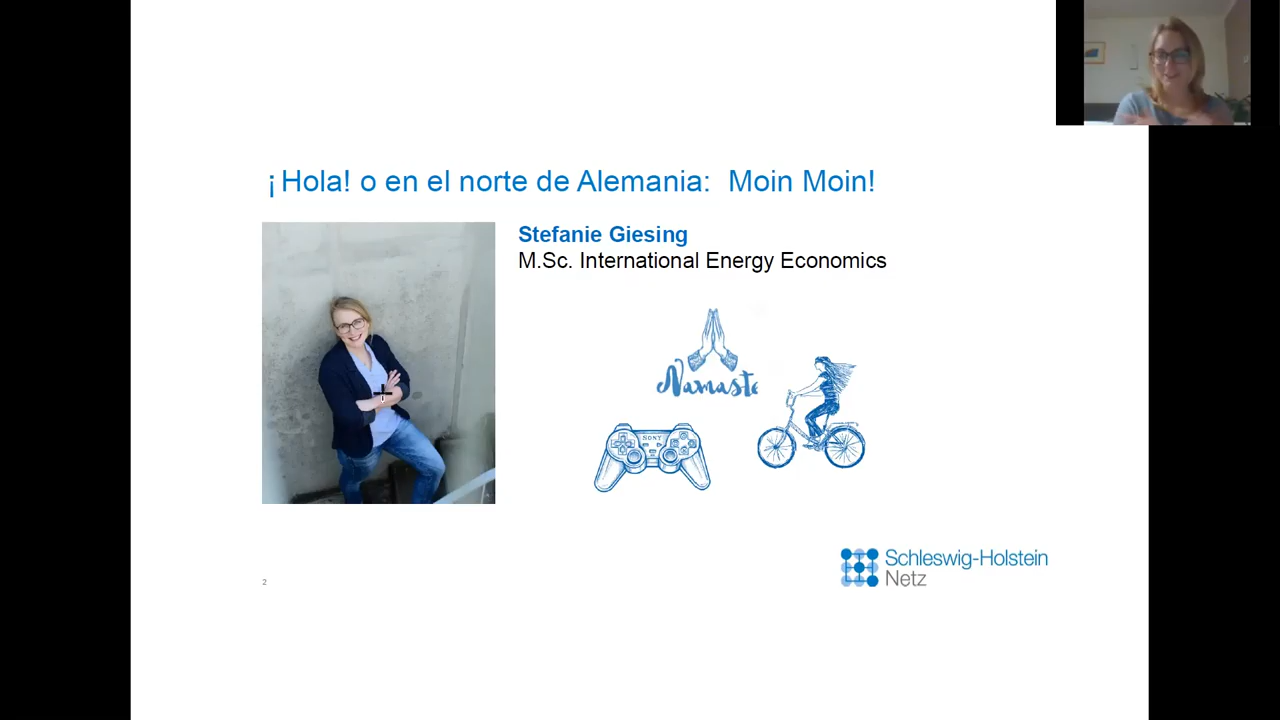 ¡Hola! o en el norte de Alemania: Moin Moin!
Stefanie Giesing
M.Sc. International Energy Economics
Namaste
SONY
Schleswig-Holstein
Netz
2